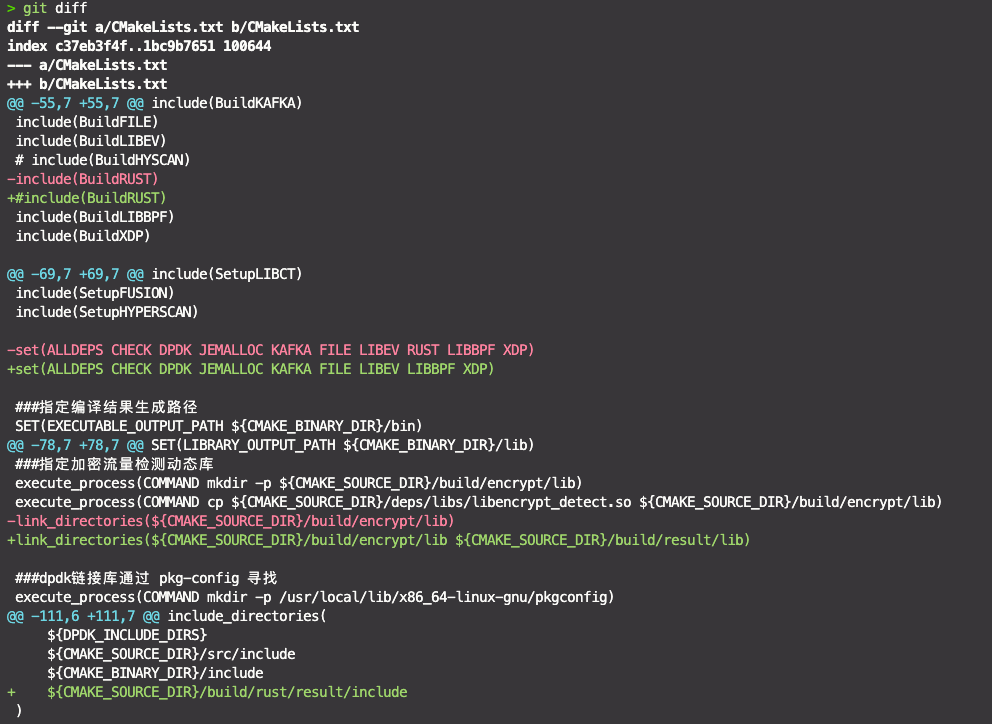 > git diff
diff --git a/CMakeLists.txt b/CMakeLists.txt
index c37eb3f4f..1bc9b7651 100644
--- a/CMakeLists.txt
+++ b/CMakeLists.txt
@@ -55,7 +55,7 @@ include(BuildKAFKA)
 include(BuildFILE)
 include(BuildLIBEV)
 # include(BuildHYSCAN)
-include(BuildRUST)
+#include(BuildRUST)
 include(BuildLIBBPF)
 include(BuildXDP)

@@ -69,7 +69,7 @@ include(SetupLIBCT)
 include(SetupFUSION)
 include(SetupHYPERSCAN)

-set(ALLDEPS CHECK DPDK JEMALLOC KAFKA FILE LIBEV RUST LIBBPF XDP)
+set(ALLDEPS CHECK DPDK JEMALLOC KAFKA FILE LIBEV LIBBPF XDP)

 ###指定编译结果生成路径
 SET(EXECUTABLE_OUTPUT_PATH ${CMAKE_BINARY_DIR}/bin)
@@ -78,7 +78,7 @@ SET(LIBRARY_OUTPUT_PATH ${CMAKE_BINARY_DIR}/lib)
 ###指定加密流量检测动态库
 execute_process(COMMAND mkdir -p ${CMAKE_SOURCE_DIR}/build/encrypt/lib)
 execute_process(COMMAND cp ${CMAKE_SOURCE_DIR}/deps/libs/libencrypt_detect.so ${CMAKE_SOURCE_DIR}/build/encrypt/lib)
-link_directories(${CMAKE_SOURCE_DIR}/build/encrypt/lib)
+link_directories(${CMAKE_SOURCE_DIR}/build/encrypt/lib ${CMAKE_SOURCE_DIR}/build/result/lib)

 ###dpdk链接库通过 pkg-config 寻找
 execute_process(COMMAND mkdir -p /usr/local/lib/x86_64-linux-gnu/pkgconfig)
@@ -111,6 +111,7 @@ include_directories(
     ${DPDK_INCLUDE_DIRS}
     ${CMAKE_SOURCE_DIR}/src/include
     ${CMAKE_BINARY_DIR}/include
+    ${CMAKE_SOURCE_DIR}/build/rust/result/include
 )